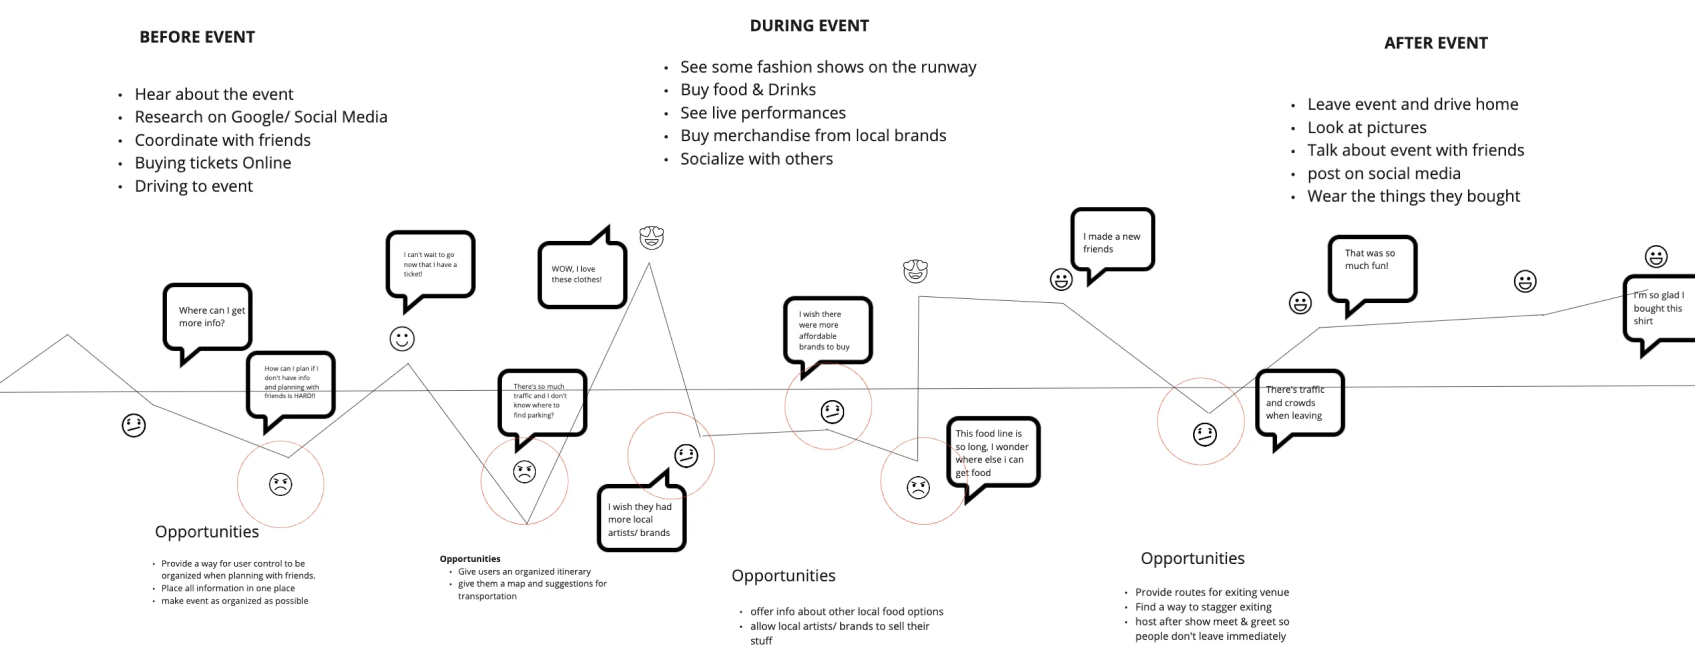 BEFORE EVENT
• Hear about the event
• Research on Google/ Social Media
• Coordinate with friends
• Buying tickets Online
• Driving to event
DURING EVENT
• See some fashion shows on the runway
• Buy food & Drinks
• See live performances
• Buy merchandise from local brands
• Socialize with others
AFTER EVENT
• Leave event and drive home
• Look at pictures
• Talk about event with friends
• post on social media
• Wear the things they bought
Where can I get
more info?
How can I plan if I
don't have info
and planning with
friends is HARD!!
I can't wait to go
now that I have a
ticket!
There's so much
traffic and I don't
know where to
find parking?
WOW, I love
these clothes!
I wish they had
more local
artists/ brands
I wish there
were more
affordable
brands to buy
This food line is
so long, I wonder
where else i can
get food
I made a new
friends
There's traffic
and crowds
when leaving
That was so
much fun!
I'm so glad I
bought this
shirt
Opportunities
• Provide a way for user control to be
organized when planning with friends.
• Place all information in one place
• make event as organized as possible
Opportunities
• Give users an organized itinerary
• give them a map and suggestions for
transportation
Opportunities
• offer info about other local food options
• allow local artists/ brands to sell their
stuff
Opportunities
• Provide routes for exiting venue
• Find a way to stagger exiting
• host after show meet & greet so
people don't leave immediately